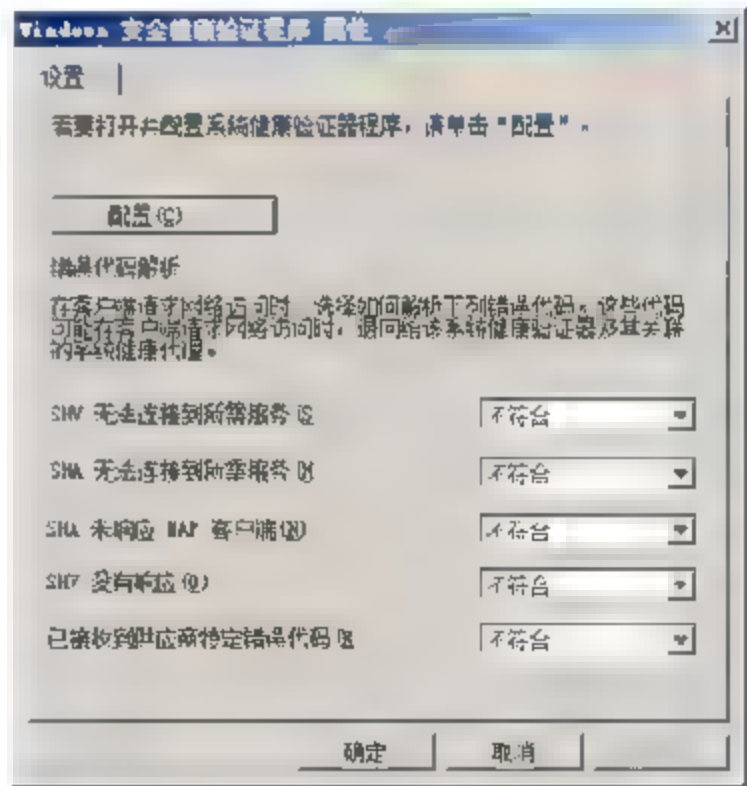 Windows 安全健康验证程序 属性
设置
若要打开并配置系统健康验证器程序，请单击“配置”。
配置(C)
错误代码解析
在客户端请求网络访问时，选择如何解析下列错误代码。这些代码
可能在客户端请求网络访问时，退回给该系统健康验证器及其关联
的系统健康代理。
SHV 无法连接到所需服务(S
不符合
SHA 无法连接到所需服务(H
不符合
SHA 未响应 NAP 客户端(N)
不符合
SHV 没有响应(O)
不符合
已接收到供应商特定错误代码(R
不符合
确定
取消